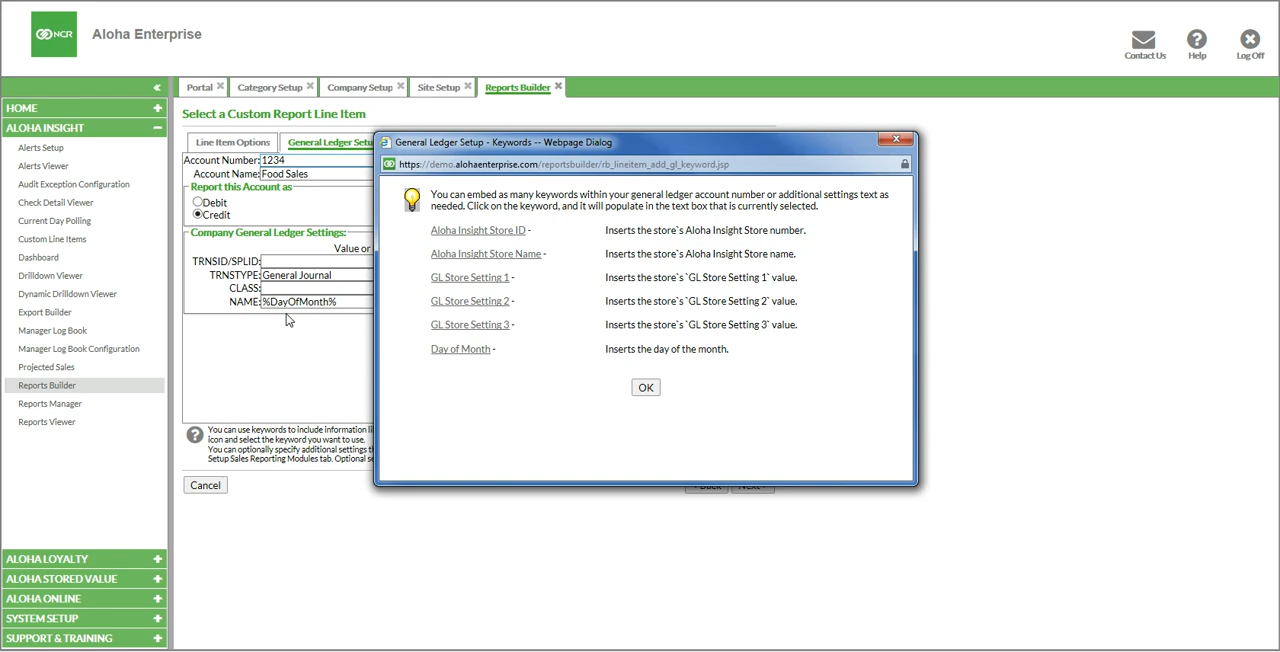 NCR
Aloha Enterprise
Contact Us
Help
Log Off
«
HOME +
ALOHA INSIGHT −
Alerts Setup
Alerts Viewer
Audit Exception Configuration
Check Detail Viewer
Current Day Polling
Custom Line Items
Dashboard
Drilldown Viewer
Dynamic Drilldown Viewer
Export Builder
Manager Log Book
Manager Log Book Configuration
Projected Sales
Reports Builder
Reports Manager
Reports Viewer
ALOHA LOYALTY +
ALOHA STORED VALUE +
ALOHA ONLINE +
SYSTEM SETUP +
SUPPORT & TRAINING +
Portal Category Setup Company Setup Site Setup Reports Builder
Select a Custom Report Line Item
Line Item Options General Ledger Setu
Account Number: 1234
Account Name: Food Sales
Report this Account as
Debit
Credit
Company General Ledger Settings:
Value or
TRNSID/SPLID:
TRNSTYPE: General Journal
CLASS:
NAME: %DayOfMonth%
You can use keywords to include information li
icon and select the keyword you want to use.
You can optionally specify additional settings t
Setup Sales Reporting Modules tab. Optional se
Cancel
General Ledger Setup - Keywords -- Webpage Dialog
https://demo.alohaenterprise.com/reportsbuilder/rb_lineitem_add_gl_keyword.jsp
You can embed as many keywords within your general ledger account number or additional settings text as
needed. Click on the keyword, and it will populate in the text box that is currently selected.
Aloha Insight Store ID - Inserts the store`s Aloha Insight Store number.
Aloha Insight Store Name - Inserts the store`s Aloha Insight Store name.
GL Store Setting 1 - Inserts the store`s `GL Store Setting 1` value.
GL Store Setting 2 - Inserts the store`s `GL Store Setting 2` value.
GL Store Setting 3 - Inserts the store`s `GL Store Setting 3` value.
Day of Month - Inserts the day of the month.
OK